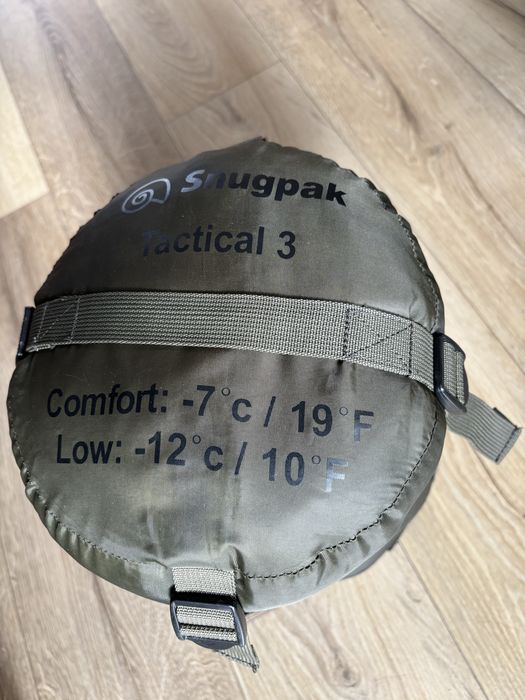 Snugpak
Tactical 3
Comfort: -7°c / 19°F
Low: -12°c / 10°F